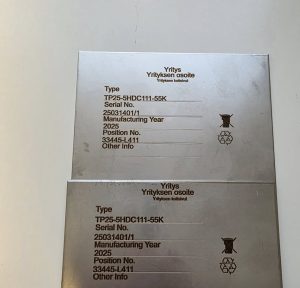 Yritys
Yrityksen osoite
Yrityksen kotisivut
Type
TP25-5HDC111-55K
Serial No.
25031401/1
Manufacturing Year
2025
Position No.
33445-L411
Other Info
Yritys
Yrityksen osoite
Yrityksen kotisivut
Type
TP25-5HDC111-55K
Serial No.
25031401/1
Manufacturing Year
2025
Position No.
33445-L411
Other Info